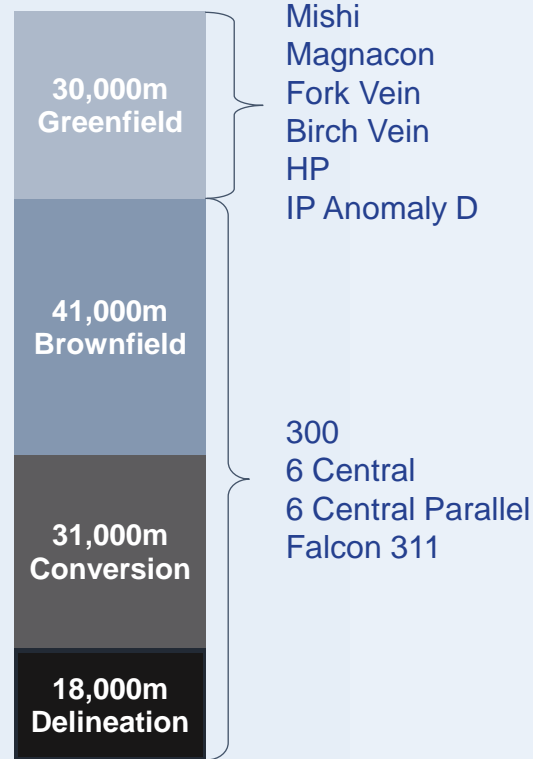 30,000m
Greenfield
Mishi
Magnacon
Fork Vein
Birch Vein
HP
IP Anomaly D
41,000m
Brownfield
31,000m
Conversion
18,000m
Delineation
300
6 Central
6 Central Parallel
Falcon 311